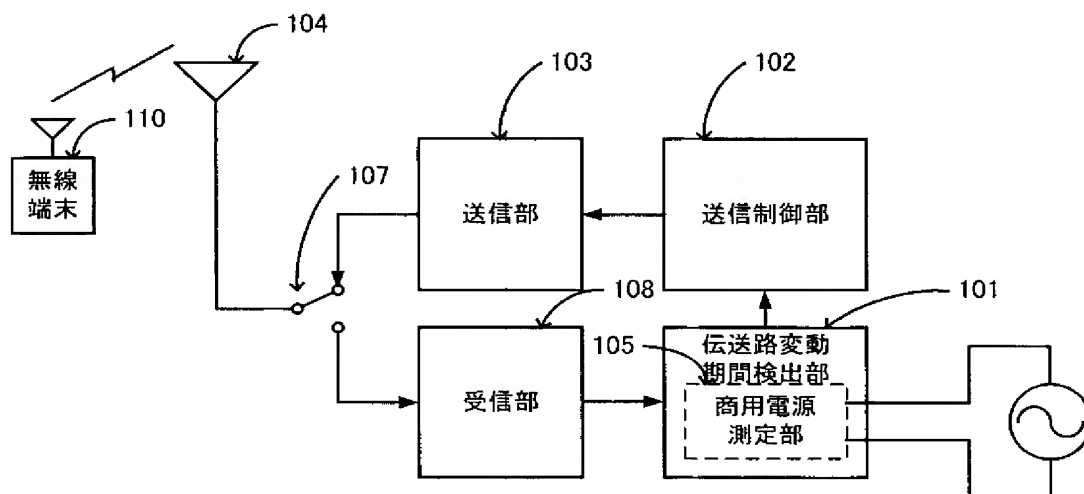 104
103
102
110
無線
端末
107
送信部
送信制御部
108
101
105
伝送路変動
期間検出部
受信部
商用電源
測定部